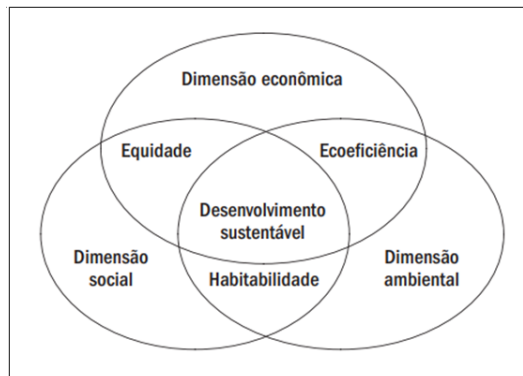 Dimensão econômica
Equidade
Ecoeficiência
Desenvolvimento
sustentável
Dimensão
social
Habitabilidade
Dimensão
ambiental